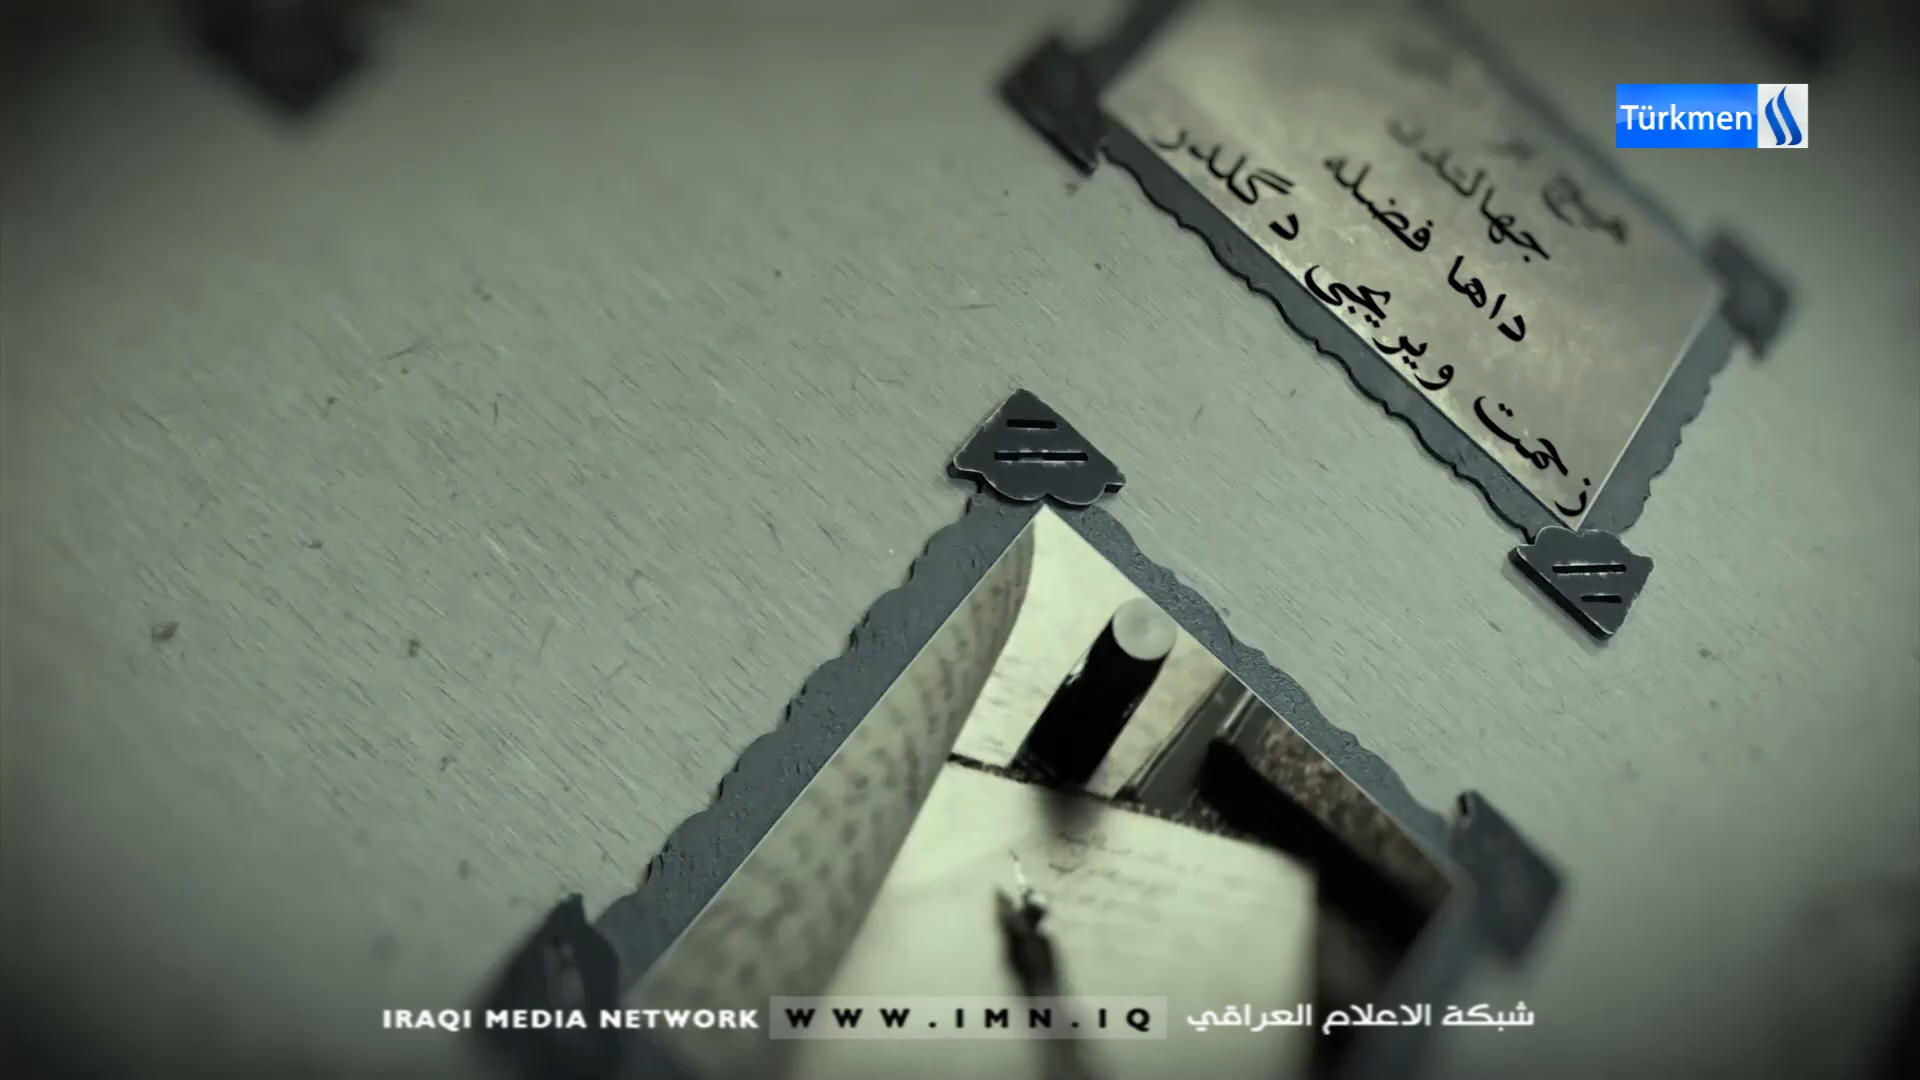 Türkmen
جهالتدن
داها فضله
زحمت ويريجى دگلدر
IRAQI MEDIA NETWORK WWW.IMN.IQ شبكة الاعلام العراقي